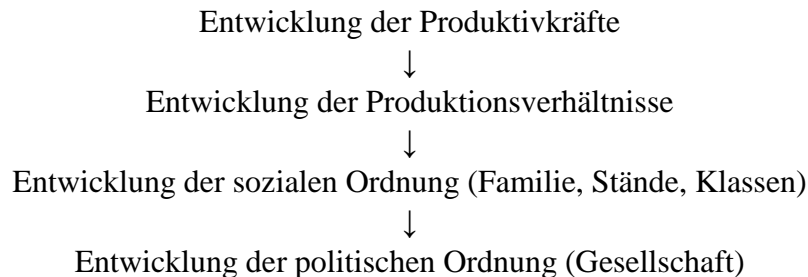 Entwicklung der Produktivkräfte
↓
Entwicklung der Produktionsverhältnisse
↓
Entwicklung der sozialen Ordnung (Familie, Stände, Klassen)
↓
Entwicklung der politischen Ordnung (Gesellschaft)